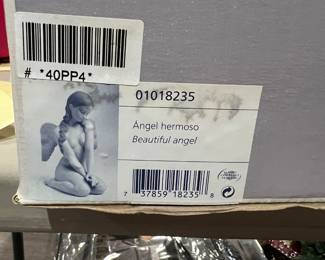 # *40PP4*
01018235
Ángel hermoso
Beautiful angel
7 37859 18235 8